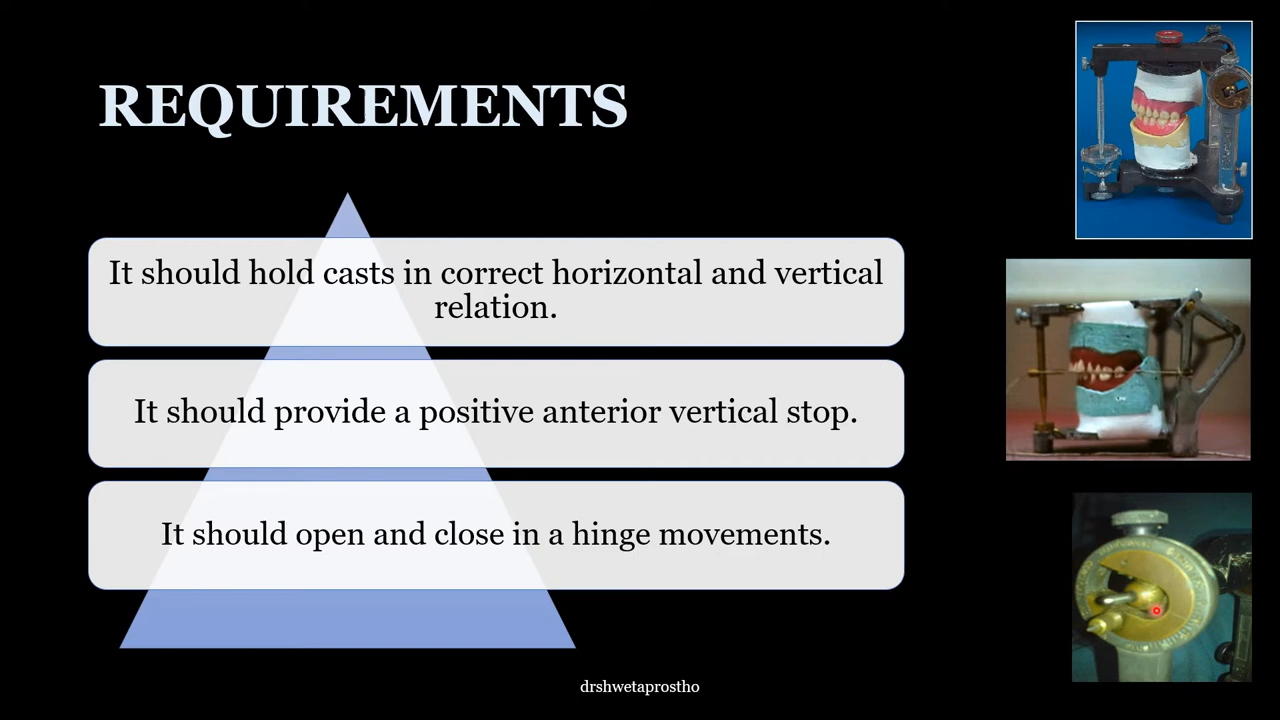 REQUIREMENTS
It should hold casts in correct horizontal and vertical
relation.
It should provide a positive anterior vertical stop.
It should open and close in a hinge movements.
drshwetaprostho